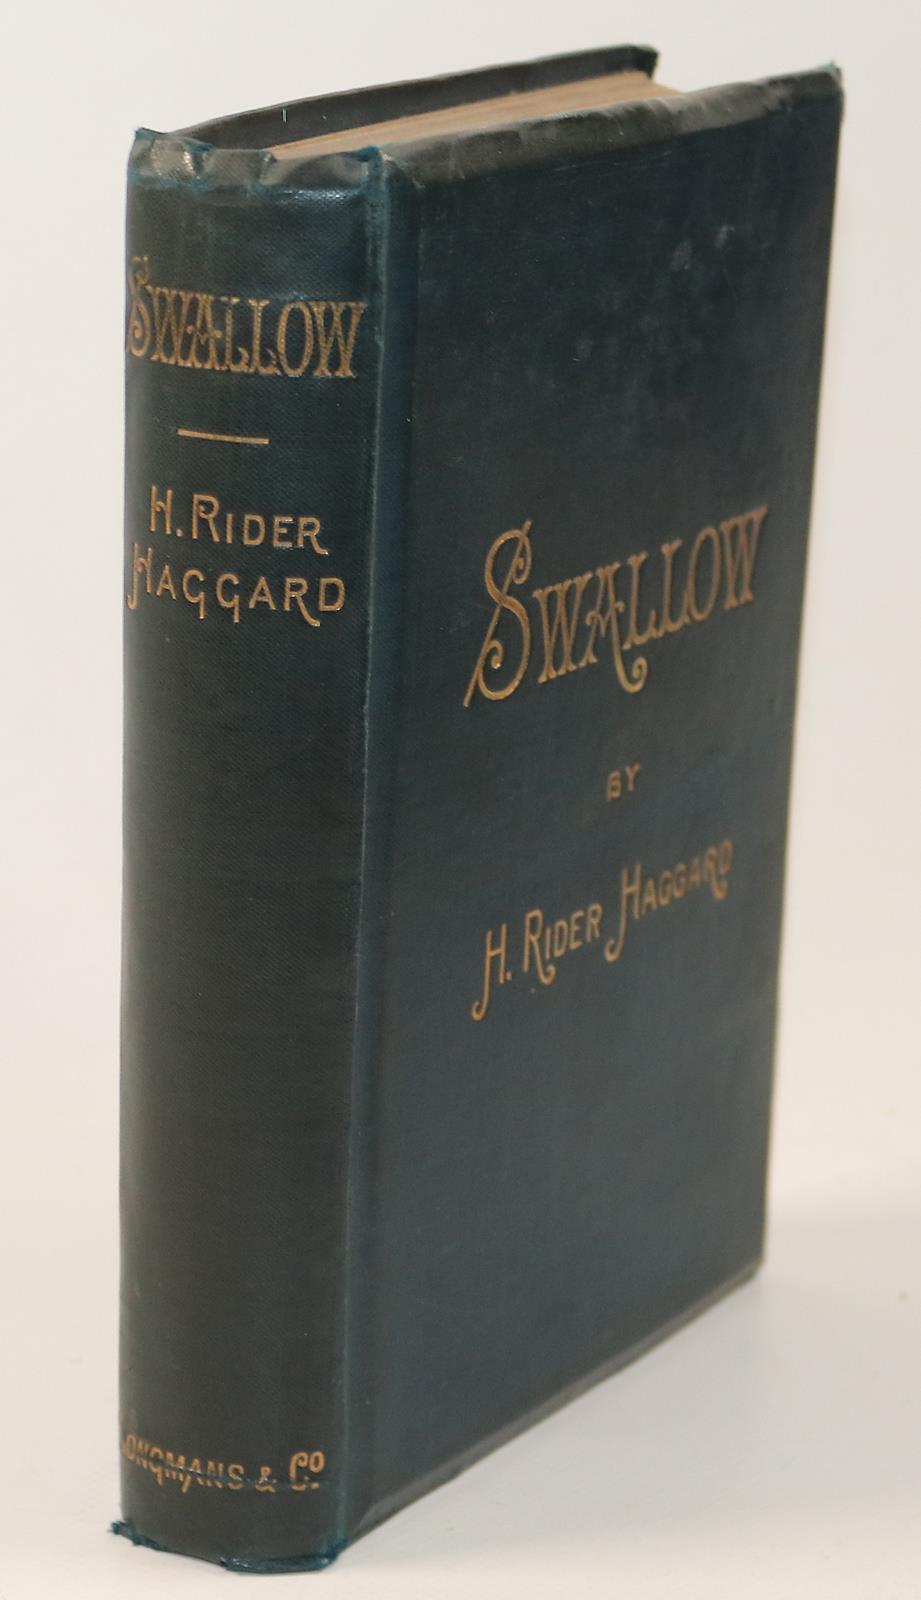 SWALLOW
H. RIDER
HAGGARD
LONGMANS & Co.
SWALLOW
BY
H. RIDER HAGGARD